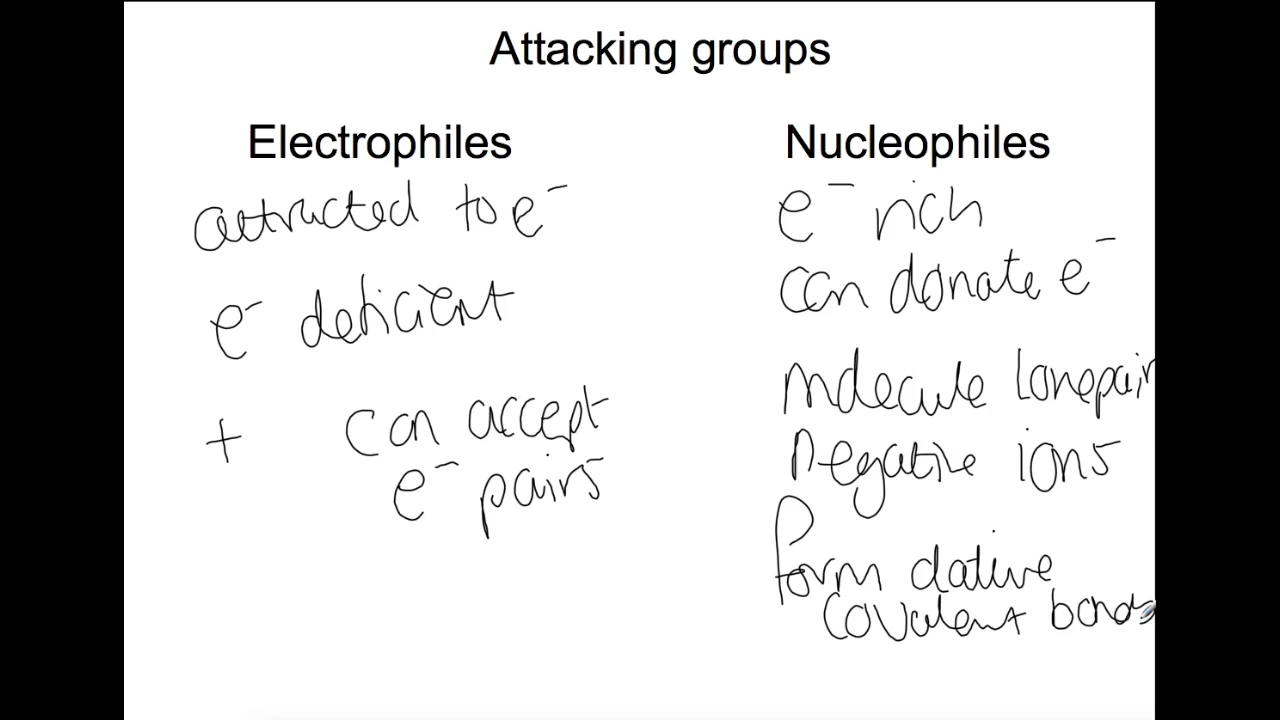 Attacking groups
Electrophiles
attracted to e⁻
e⁻ deficient
+ can accept
e⁻ pairs
Nucleophiles
e⁻ rich
can donate e⁻
molecule lonepair
negative ions
form dative
covalent bonds